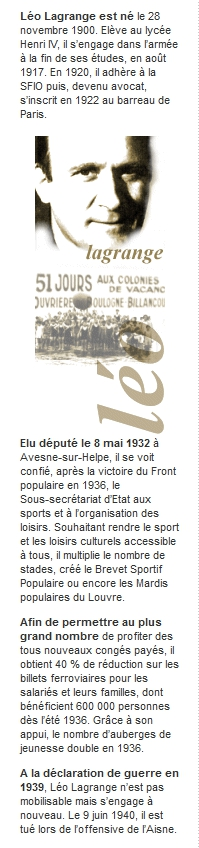 Léo Lagrange est né le 28
novembre 1900. Elève au lycée
Henri IV, il s'engage dans l'armée
à la fin de ses études, en août
1917. En 1920, il adhère à la
SFIO puis, devenu avocat,
s'inscrit en 1922 au barreau de
Paris.
lagrange
51 JOURS AUX COLONIES
DE VACANC
OUVRIÈRE BOULOGNE BILLANCOU
léo
Elu député le 8 mai 1932 à
Avesne-sur-Helpe, il se voit
confié, après la victoire du Front
populaire en 1936, le
Sous-secrétariat d'Etat aux
sports et à l'organisation des
loisirs. Souhaitant rendre le sport
et les loisirs culturels accessible
à tous, il multiplie le nombre de
stades, créé le Brevet Sportif
Populaire ou encore les Mardis
populaires du Louvre.
Afin de permettre au plus
grand nombre de profiter des
tous nouveaux congés payés, il
obtient 40 % de réduction sur les
billets ferroviaires pour les
salariés et leurs familles, dont
bénéficient 600 000 personnes
dès l'été 1936. Grâce à son
appui, le nombre d'auberges de
jeunesse double en 1936.
A la déclaration de guerre en
1939, Léo Lagrange n'est pas
mobilisable mais s'engage à
nouveau. Le 9 juin 1940, il est
tué lors de l'offensive de l'Aisne.